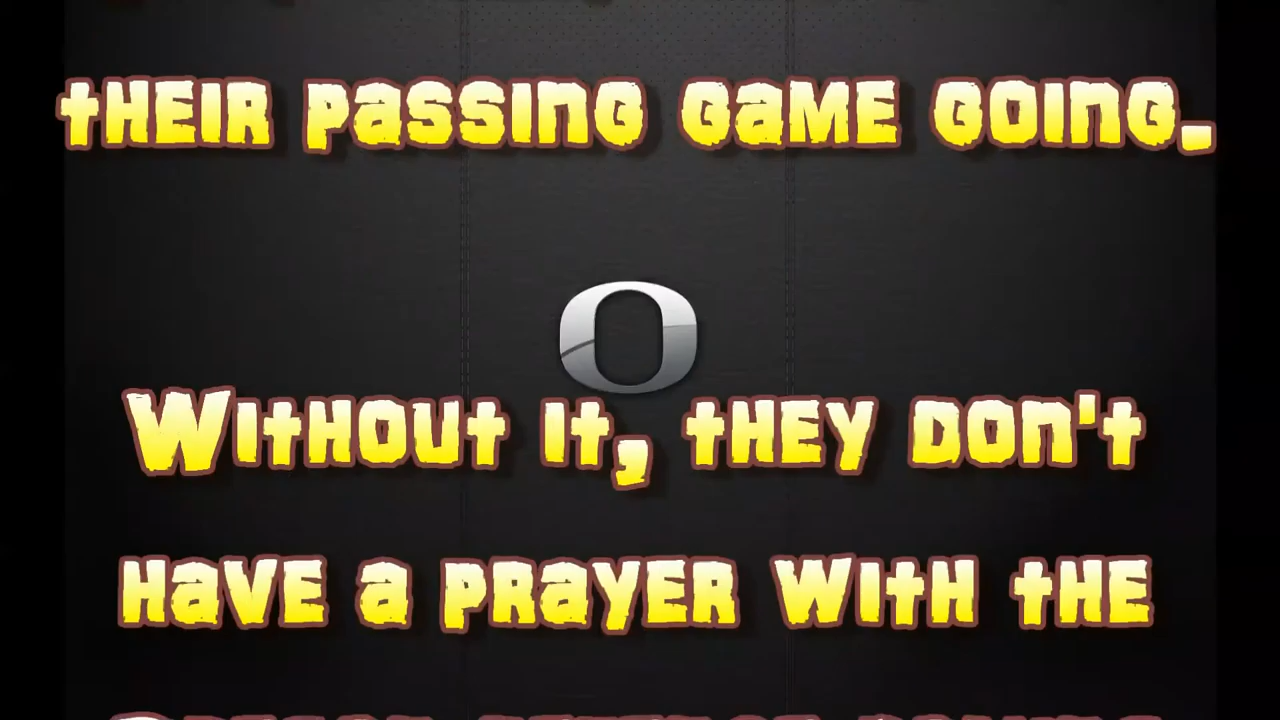 their passing game going.
O
Without it, they don't
have a prayer with the